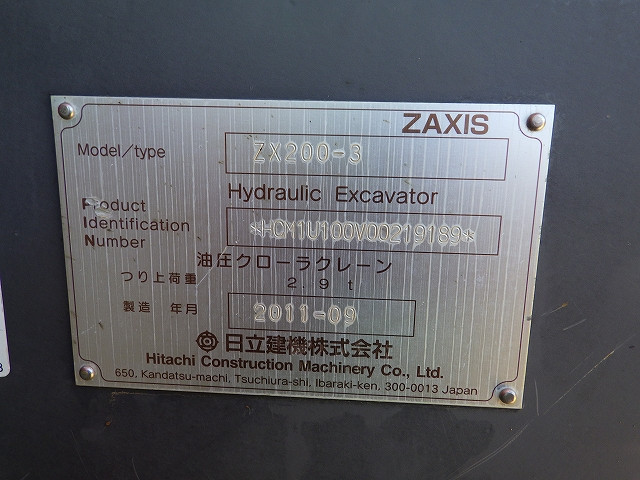 ZAXIS
Model/type ZX200-3
Hydraulic Excavator
Product
Identification
Number *HCM1U100V00219189*
油圧クローラクレーン
つり上荷重 2.9 t
製造 年月 2011-09
日立建機株式会社
Hitachi Construction Machinery Co., Ltd.
650, Kandatsu-machi, Tsuchiura-shi, Ibaraki-ken, 300-0013 Japan